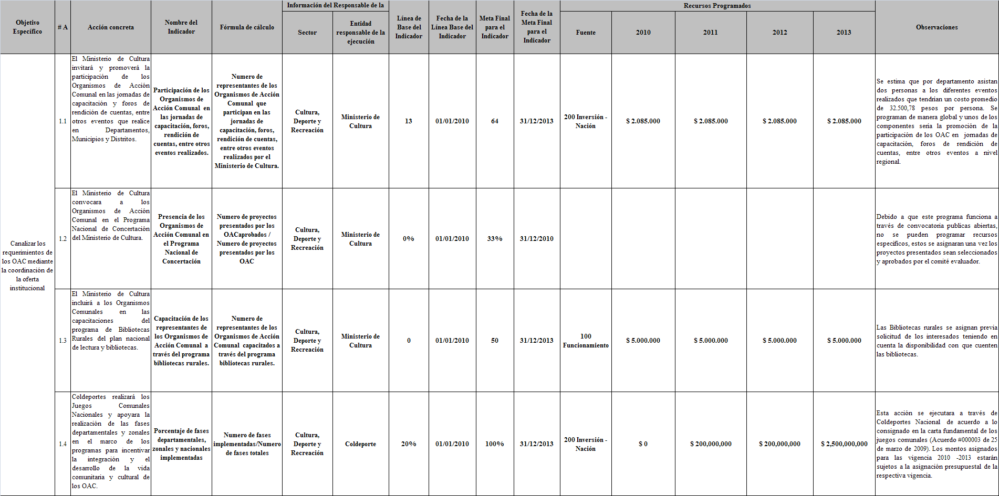 Objetivo
Específico
# A
Acción concreta
Nombre del
Indicador
Fórmula de cálculo
Información del Responsable de la
Sector
Entidad
responsable de la
ejecución
Línea de
Base del
Indicador
Fecha de la
Línea Base del
Indicador
Meta Final
para el
Indicador
Fecha de la
Meta Final
para el
Indicador
Recursos Programados
Fuente
2010
2011
2012
2013
Observaciones
Canalizar los
requerimientos de
los OAC mediante
la coordinación de
la oferta
institucional
1.1
El Ministerio de Cultura
invitará y promoverá la
participación de los
Organismos de Acción
Comunal en las jornadas de
capacitación y foros de
rendición de cuentas, entre
otros eventos que realice
en Departamentos,
Municipios y Distritos.
Participación de los
Organismos de
Acción Comunal en
las jornadas de
capacitación, foros,
rendición de
cuentas, entre otros
eventos realizados.
Numero de
representantes de los
Organismos de Acción
Comunal que
participan en las
jornadas de
capacitación, foros,
rendición de cuentas,
entre otros eventos
realizados por el
Ministerio de Cultura.
Cultura,
Deporte y
Recreación
Ministerio de
Cultura
13
01/01/2010
64
31/12/2013
200 Inversión -
Nación
$ 2.085.000
$ 2.085.000
$ 2.085.000
$ 2.085.000
Se estima que por departamento asistan
dos personas a los diferentes eventos
realizados que tendrían un costo promedio
de 32.500,78 pesos por persona. Se
programan de manera global y unos de los
componentes sería la promoción de la
participación de los OAC en jornadas de
capacitación, foros de rendición de
cuentas, entre otros eventos a nivel
regional.
1.2
El Ministerio de Cultura
convocara a los
Organismos de Acción
Comunal en el Programa
Nacional de Concertación
del Ministerio de Cultura.
Presencia de los
Organismos de
Acción Comunal en
el Programa
Nacional de
Concertación
Numero de proyectos
presentados por los
OACaprobados /
Numero de proyectos
presentados por los
OAC
Cultura,
Deporte y
Recreación
Ministerio de
Cultura
0%
01/01/2010
33%
31/12/2010
Debido a que este programa funciona a
través de convocatoria publicas abiertas,
no se pueden programar recursos
específicos, estos se asignaran una vez los
proyectos presentados sean seleccionados
y aprobados por el comité evaluador.
1.3
El Ministerio de Cultura
incluirá a los Organismos
Comunales en las
capacitaciones del
programa de Bibliotecas
Rurales del plan nacional
de lectura y bibliotecas.
Capacitación de los
representantes de
los Organismos de
Acción Comunal a
través del programa
bibliotecas rurales.
Numero de
representantes de los
Organismos de Acción
Comunal capacitados a
través del programa
bibliotecas rurales.
Cultura,
Deporte y
Recreación
Ministerio de
Cultura
0
01/01/2010
50
31/12/2013
100
Funcionamiento
$ 5.000.000
$ 5.000.000
$ 5.000.000
$ 5.000.000
Las Bibliotecas rurales se asignan previa
solicitud de los interesados teniendo en
cuenta la disponibilidad con que cuenten
las bibliotecas.
1.4
Coldeportes realizará los
Juegos Comunales
Nacionales y apoyara la
realización de las fases
departamentales y zonales
en el marco de los
programas para incentivar
la integración y el
desarrollo de la vida
comunitaria y cultural de
los OAC.
Porcentaje de fases
departamentales,
zonales y nacionales
implementadas
Numero de fases
implementadas/Numero
de fases totales
Cultura,
Deporte y
Recreación
Coldeporte
20%
01/01/2010
100%
31/12/2013
200 Inversión -
Nación
$ 0
$ 200,000,000
$ 200,000,000
$ 2,500,000,000
Esta acción se ejecutara a través de
Coldeportes Nacional de acuerdo a lo
consignado en la carta fundamental de los
juegos comunales (Acuerdo #000003 de 25
de marzo de 2009). Los montos asignados
para las vigencia 2010 -2013 estarán
sujetos a la asignación presupuestal de la
respectiva vigencia.